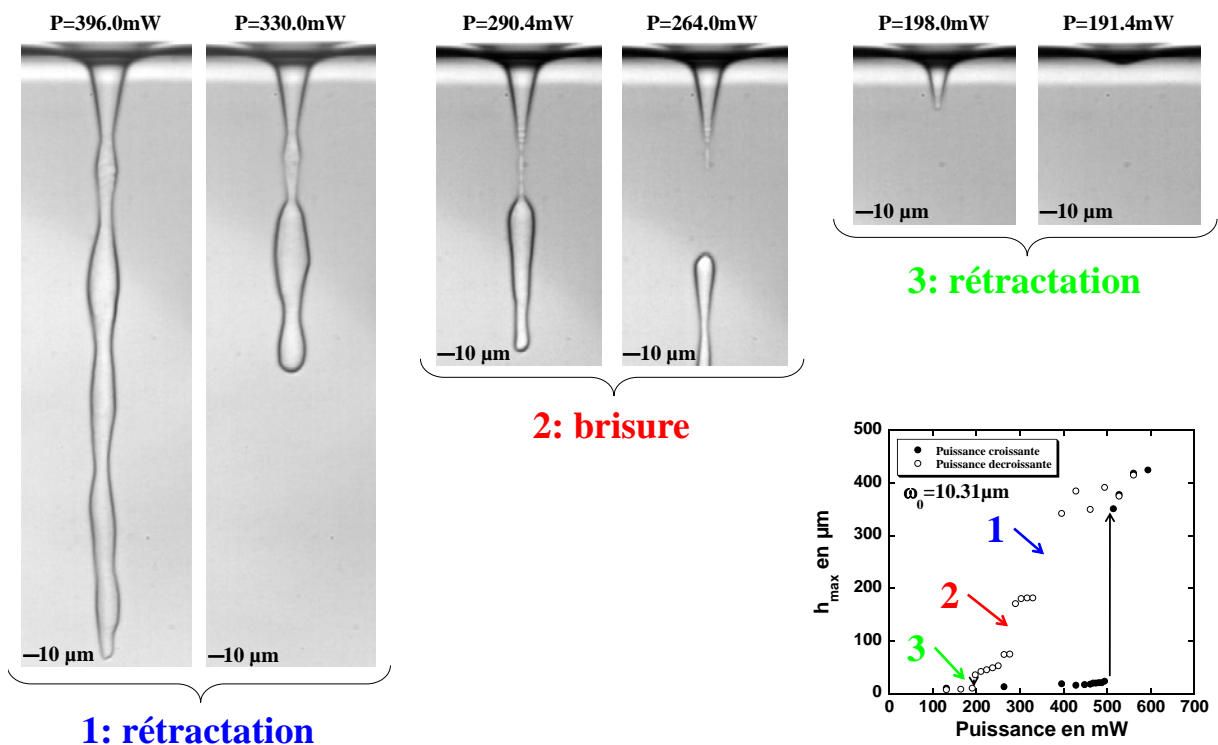 P=396.0mW
P=330.0mW
P=290.4mW
P=264.0mW
P=198.0mW
P=191.4mW
10 µm
10 µm
10 µm
10 µm
10 µm
10 µm
1: rétractation
2: brisure
3: rétractation
500
400
300
200
100
0
h_max en µm
Puissance croissante
Puissance decroissante
ω_0=10.31µm
1
2
3
0 100 200 300 400 500 600 700
Puissance en mW